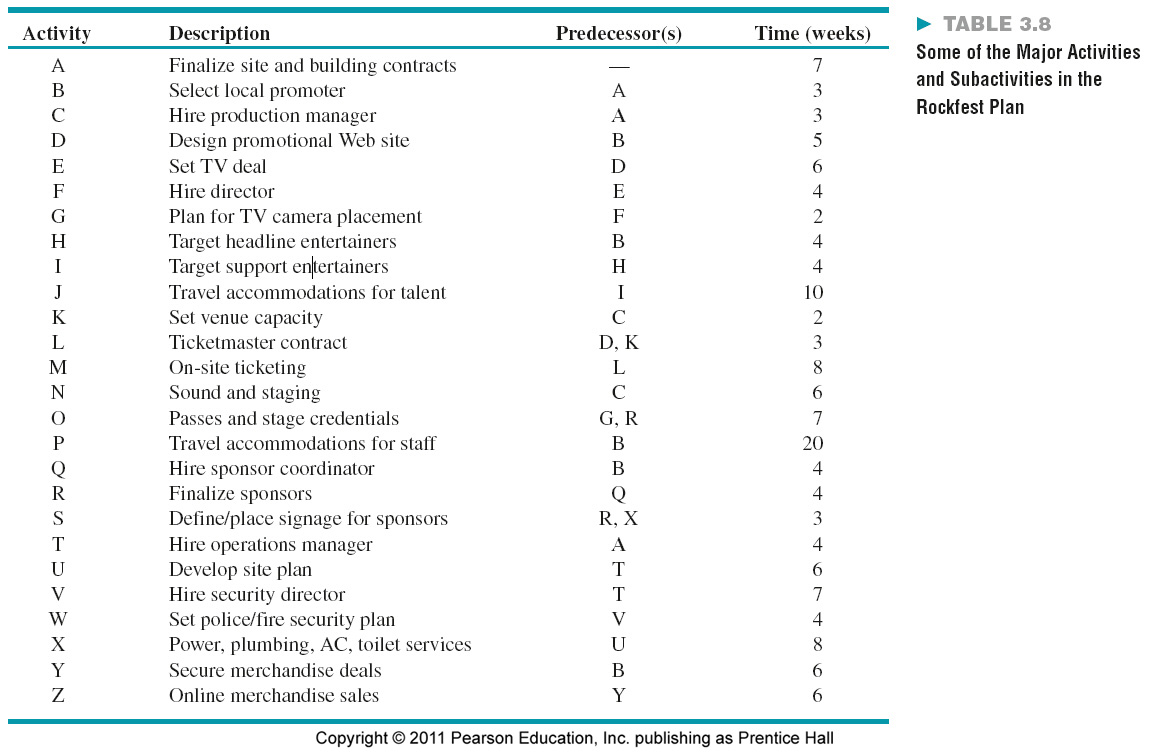 Activity Description Predecessor(s) Time (weeks)
A Finalize site and building contracts — 7
B Select local promoter A 3
C Hire production manager A 3
D Design promotional Web site B 5
E Set TV deal D 6
F Hire director E 4
G Plan for TV camera placement F 2
H Target headline entertainers B 4
I Target support entertainers H 4
J Travel accommodations for talent I 10
K Set venue capacity C 2
L Ticketmaster contract D, K 3
M On-site ticketing L 8
N Sound and staging C 6
O Passes and stage credentials G, R 7
P Travel accommodations for staff B 20
Q Hire sponsor coordinator B 4
R Finalize sponsors Q 4
S Define/place signage for sponsors R, X 3
T Hire operations manager A 4
U Develop site plan T 6
V Hire security director T 7
W Set police/fire security plan V 4
X Power, plumbing, AC, toilet services U 8
Y Secure merchandise deals B 6
Z Online merchandise sales Y 6
► TABLE 3.8
Some of the Major Activities
and Subactivities in the
Rockfest Plan
Copyright © 2011 Pearson Education, Inc. publishing as Prentice Hall